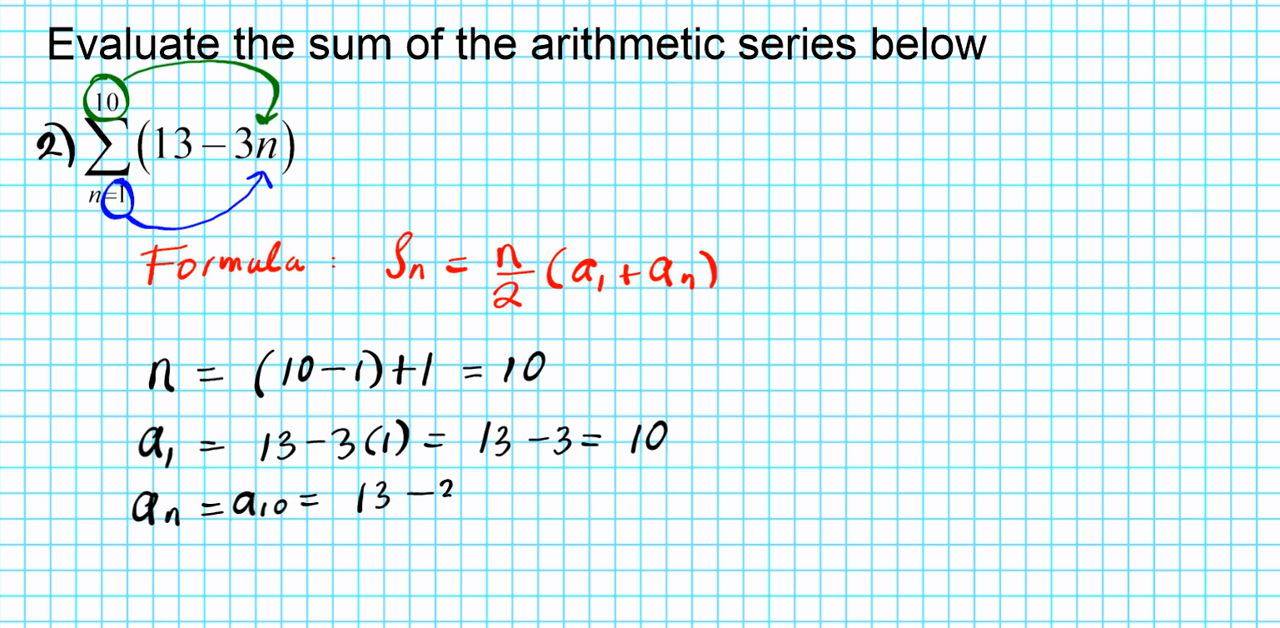 Evaluate the sum of the arithmetic series below
10
2) ∑(13 − 3n)
n=1
Formula : Sn = n/2 (a₁ + aₙ)
n = (10−1)+1 = 10
a₁ = 13−3(1) = 13−3 = 10
aₙ = a₁₀ = 13 −2